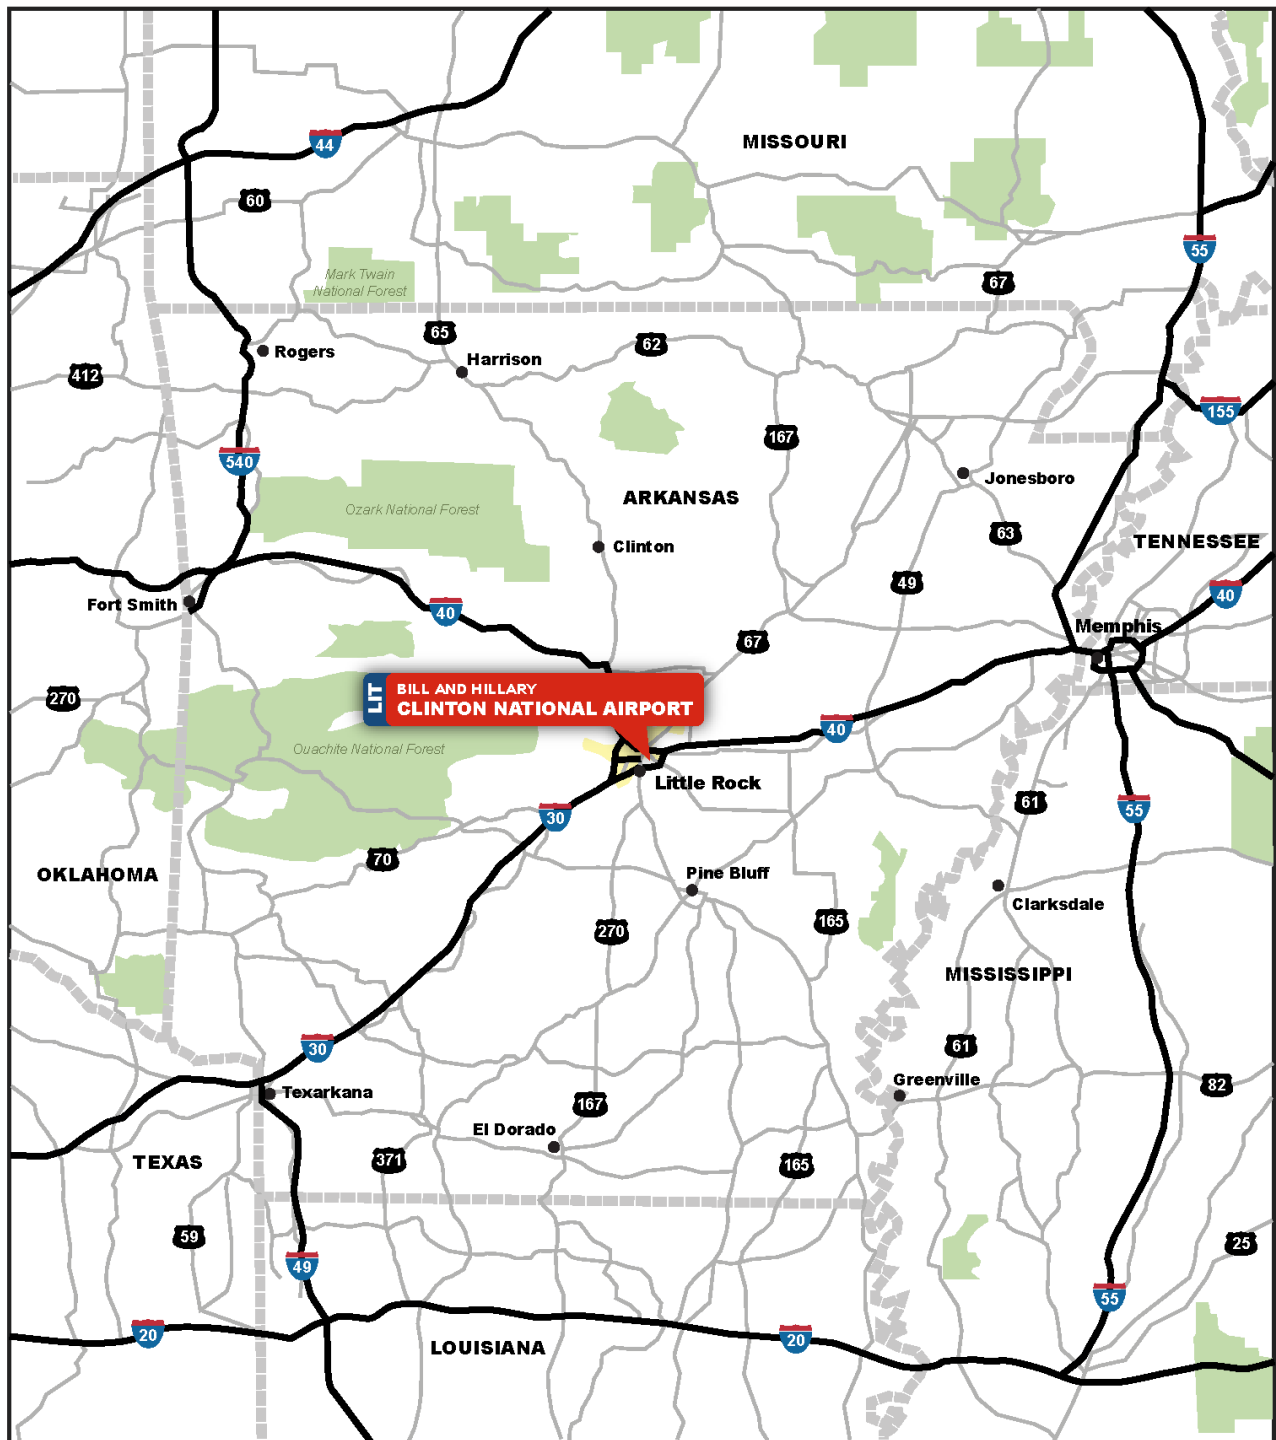 MISSOURI
44
60
55
Mark Twain
National Forest
67
65
62
Rogers
Harrison
412
155
167
540
Jonesboro
ARKANSAS
Ozark National Forest
63
TENNESSEE
Clinton
49
40
Fort Smith
40
Memphis
67
LIT
BILL AND HILLARY
CLINTON NATIONAL AIRPORT
270
40
Ouachite National Forest
Little Rock
61
55
30
70
OKLAHOMA
Pine Bluff
Clarksdale
165
270
MISSISSIPPI
30
61
Greenville
82
Texarkana
167
El Dorado
371
TEXAS
165
59
25
49
55
20
20
LOUISIANA